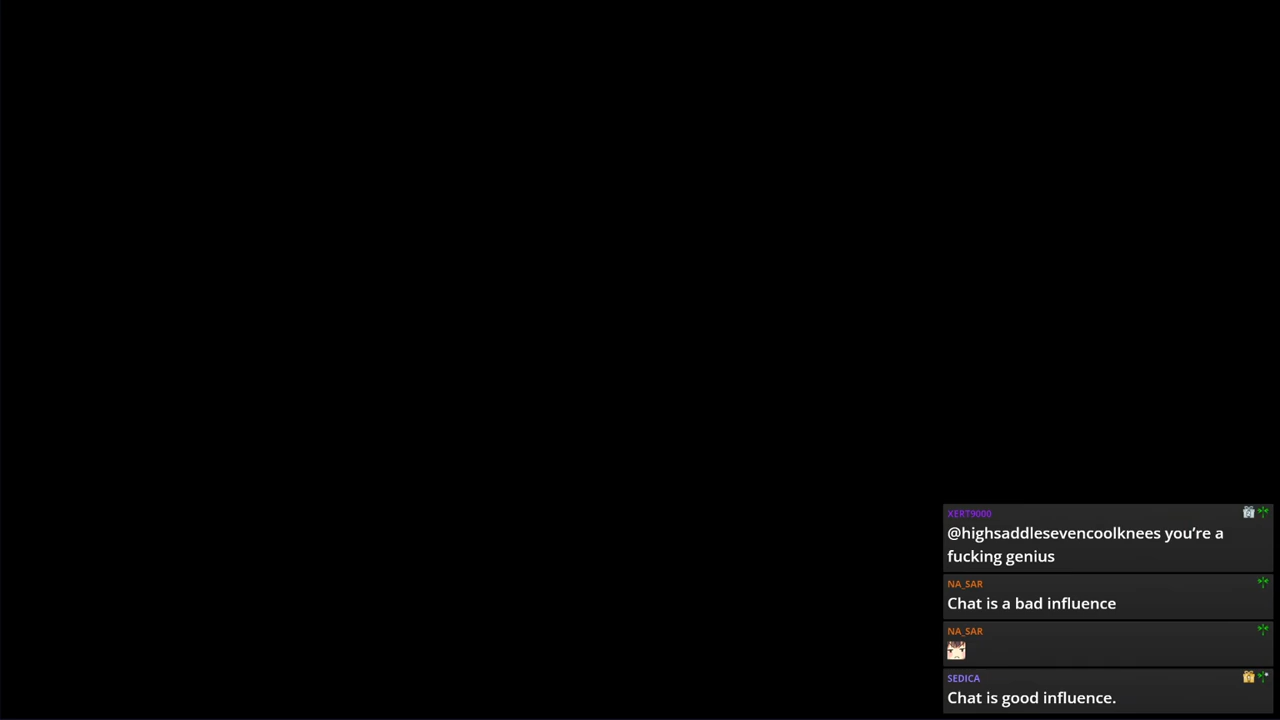 XERT9000
@highsaddlesevencoolknees you’re a
fucking genius
NA_SAR
Chat is a bad influence
NA_SAR
SEDICA
Chat is good influence.